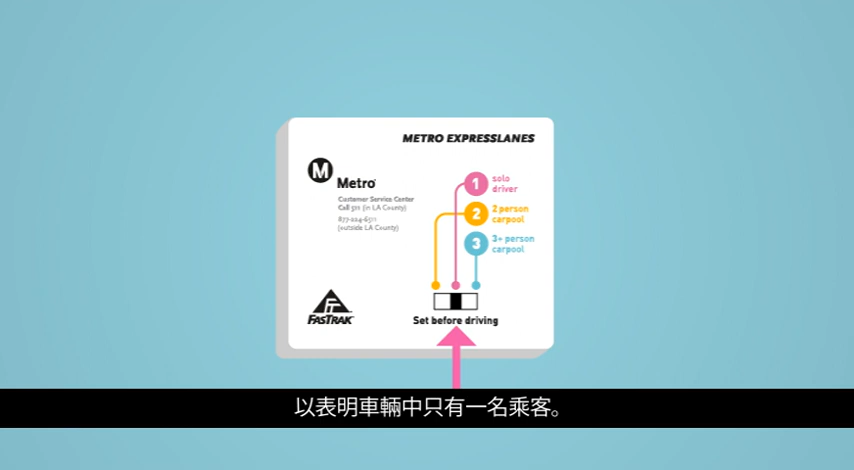 METRO EXPRESSLANES
M
Metro
Customer Service Center
Call 511 (in LA County)
877-224-6511
(outside LA County)
1 solo driver
2 2 person carpool
3 3+ person carpool
FASTRAK
Set before driving
以表明車輛中只有一名乘客。